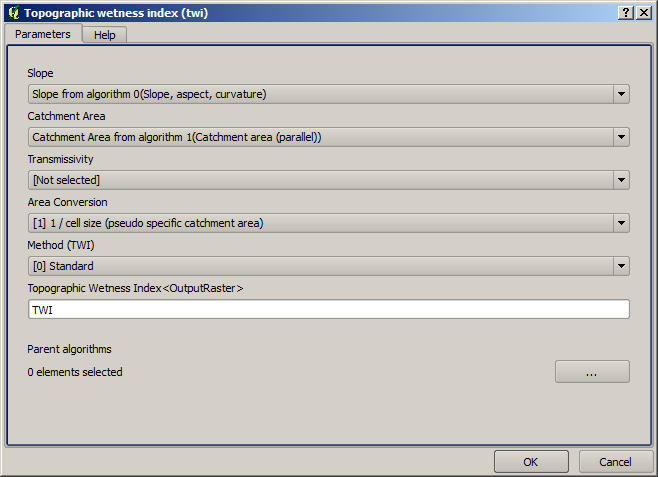 Topographic wetness index (twi)
Parameters
Help
Slope
Slope from algorithm 0(Slope, aspect, curvature)
Catchment Area
Catchment Area from algorithm 1(Catchment area (parallel))
Transmissivity
[Not selected]
Area Conversion
[1] 1 / cell size (pseudo specific catchment area)
Method (TWI)
[0] Standard
Topographic Wetness Index<OutputRaster>
TWI
Parent algorithms
0 elements selected
...
OK
Cancel